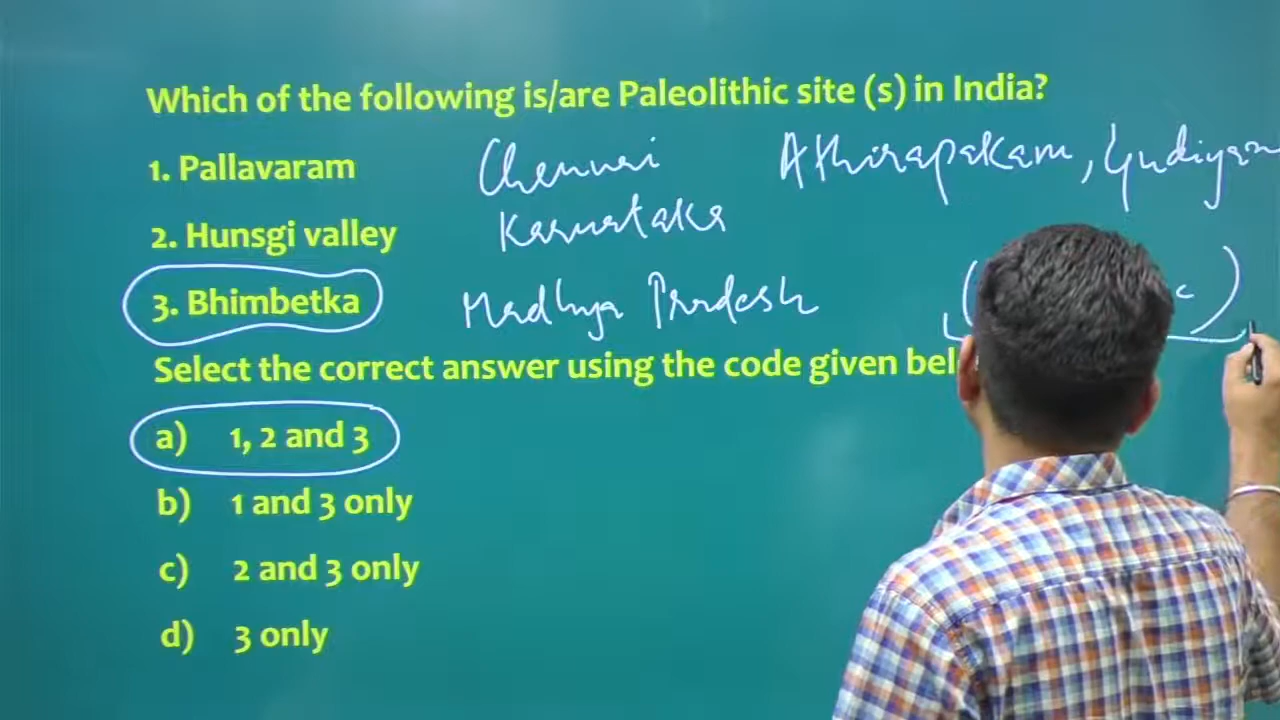 Which of the following is/are Paleolithic site (s) in India?
1. Pallavaram Chennai Athirapakam, Gudiyam
2. Hunsgi valley Karnataka
3. Bhimbetka Madhya Pradesh
Select the correct answer using the code given
a) 1, 2 and 3
b) 1 and 3 only
c) 2 and 3 only
d) 3 only